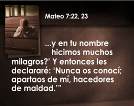 Mateo 7:22, 23
...y en tu nombre
hicimos muchos
milagros?’ Y entonces les
declararé: ‘Nunca os conocí;
apartaos de mí, hacedores
de maldad.’”